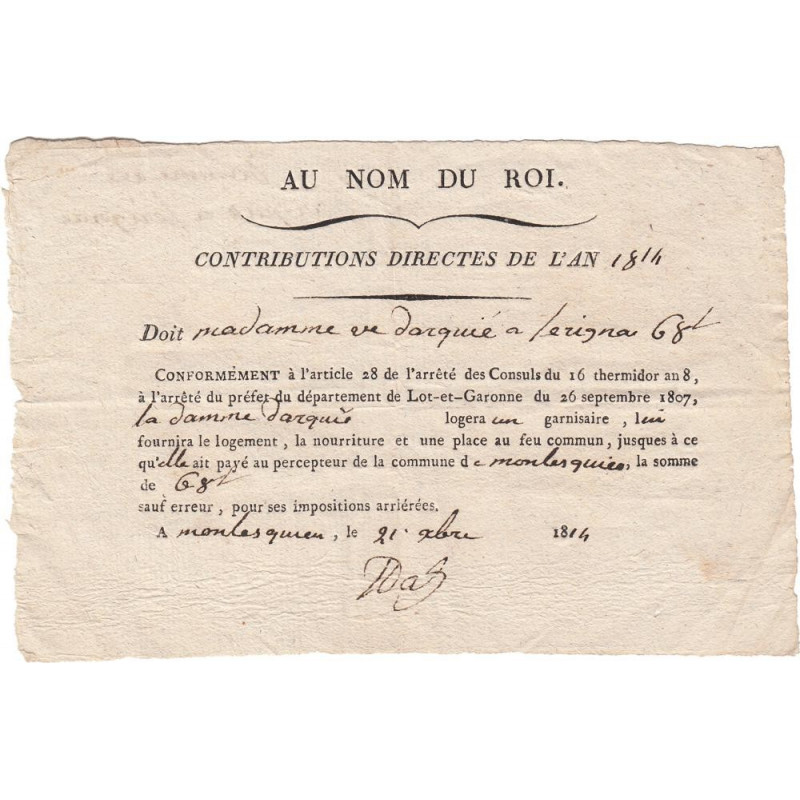 AU NOM DU ROI.
CONTRIBUTIONS DIRECTES DE L'AN 1814
Doit madamme ve darquié a 68
CONFORMÉMENT à l'article 28 de l'arrêté des Consuls du 16 thermidor an 8,
à l'arrêté du préfet du département de Lot-et-Garonne du 26 septembre 1807,
la damme darquié logera un garnisaire, lui
fournira le logement, la nourriture et une place au feu commun, jusques à ce
qu'elle ait payé au percepteur de la commune de montesquieu, la somme
de 68
sauf erreur, pour ses impositions arriérées.
A montesquieu, le 21 xbre 1814